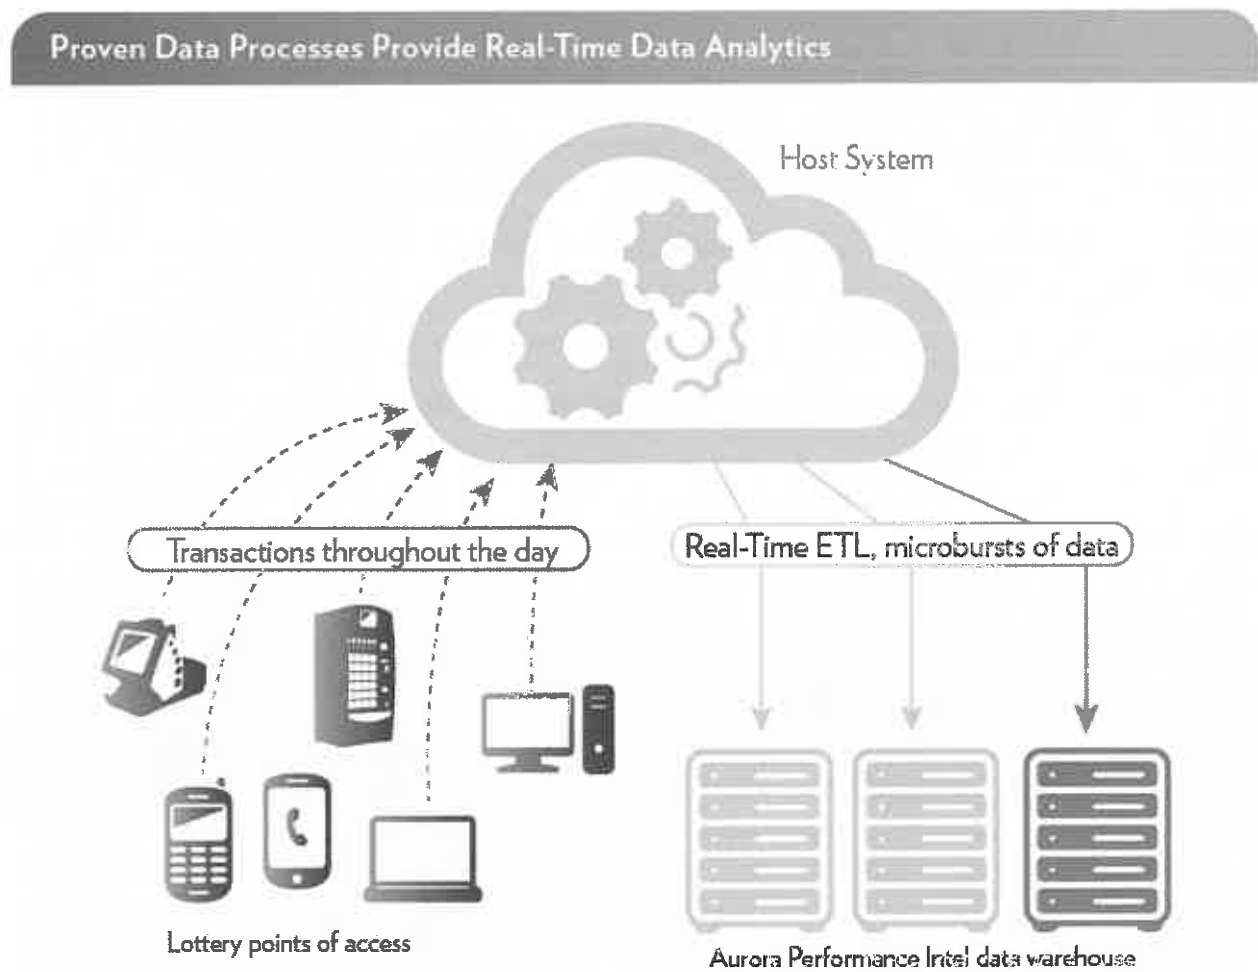 Proven Data Processes Provide Real-Time Data Analytics
Host System
Transactions throughout the day
Real-Time ETL, microbursts of data
Lottery points of access
Aurora Performance Intel data warehouse